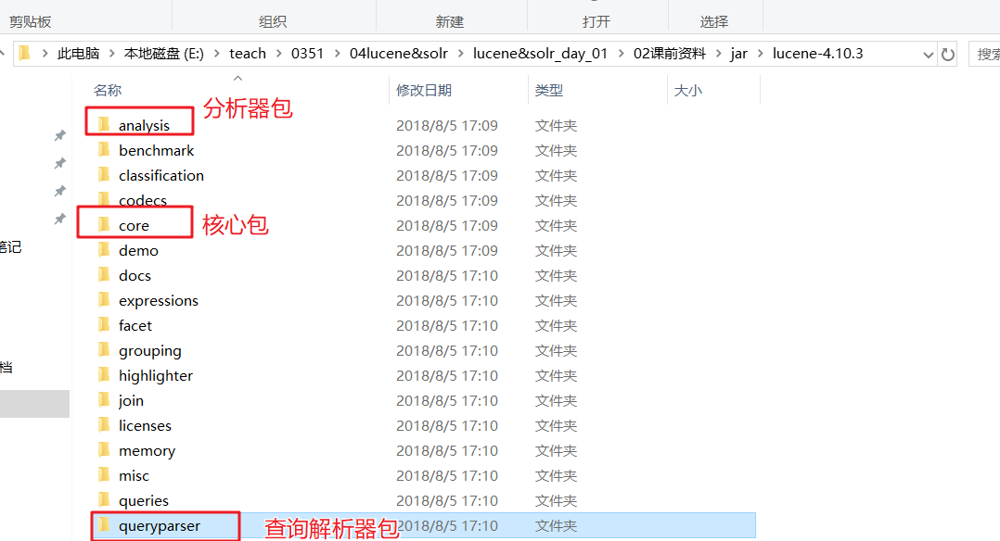 剪贴板 组织 新建 打开 选择
此电脑 本地磁盘 (E:) teach 0351 04lucene&solr lucene&solr_day_01 02课前资料 jar lucene-4.10.3 搜索
名称 修改日期 类型 大小
分析器包
analysis 2018/8/5 17:09 文件夹
benchmark 2018/8/5 17:09 文件夹
classification 2018/8/5 17:09 文件夹
codecs 2018/8/5 17:09 文件夹
core 核心包 2018/8/5 17:09 文件夹
笔记
demo 2018/8/5 17:09 文件夹
docs 2018/8/5 17:10 文件夹
expressions 2018/8/5 17:10 文件夹
facet 2018/8/5 17:10 文件夹
grouping 2018/8/5 17:10 文件夹
档
highlighter 2018/8/5 17:10 文件夹
join 2018/8/5 17:10 文件夹
licenses 2018/8/5 17:10 文件夹
memory 2018/8/5 17:10 文件夹
misc 2018/8/5 17:10 文件夹
queries 2018/8/5 17:10 文件夹
queryparser 查询解析器包 2018/8/5 17:10 文件夹